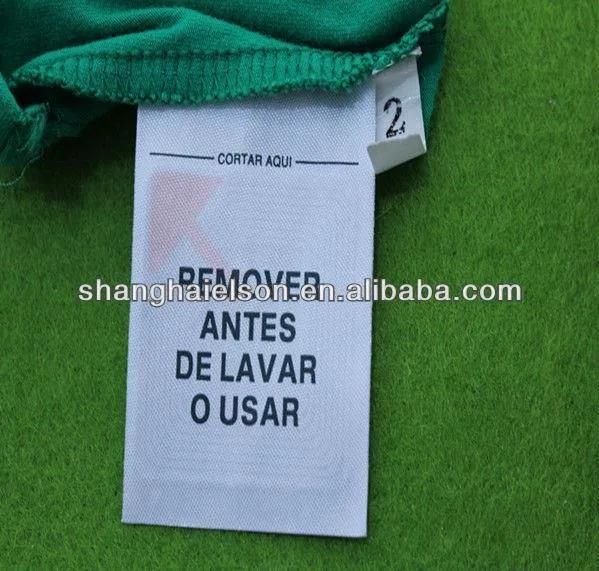 2
CORTAR AQUI
REMOVER
shanghaielson.en.alibaba.com
ANTES
DE LAVAR
O USAR